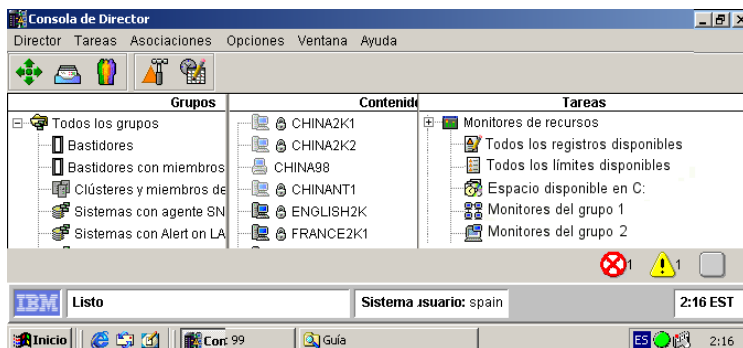 Consola de Director
Director Tareas Asociaciones Opciones Ventana Ayuda
Grupos
Todos los grupos
Bastidores
Bastidores con miembros
Clústeres y miembros de
Sistemas con agente SN
Sistemas con Alert on LA
Contenido
CHINA2K1
CHINA2K2
CHINA98
CHINANT1
ENGLISH2K
FRANCE2K1
Tareas
Monitores de recursos
Todos los registros disponibles
Todos los límites disponibles
Espacio disponible en C:
Monitores del grupo 1
Monitores del grupo 2
1 1
IBM Listo Sistema usuario: spain 2:16 EST
Inicio Con 99 Guía ES 2:16